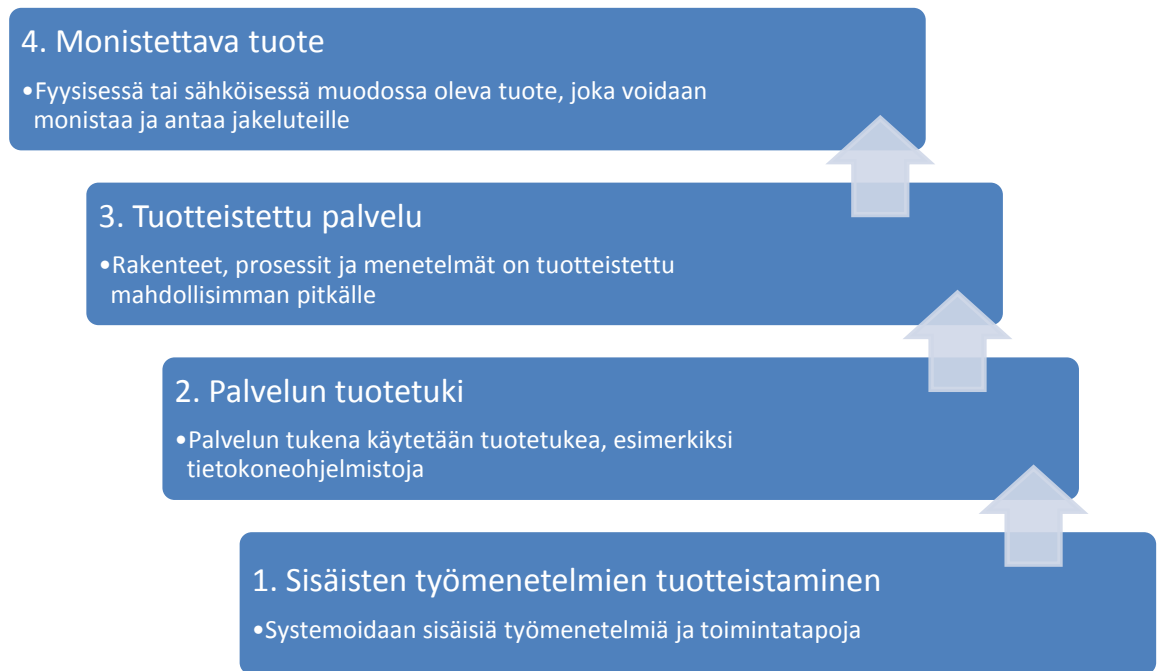 4. Monistettava tuote
•Fyysisessä tai sähköisessä muodossa oleva tuote, joka voidaan
monistaa ja antaa jakeluteille
3. Tuotteistettu palvelu
•Rakenteet, prosessit ja menetelmät on tuotteistettu
mahdollisimman pitkälle
2. Palvelun tuotetuki
•Palvelun tukena käytetään tuotetukea, esimerkiksi
tietokoneohjelmistoja
1. Sisäisten työmenetelmien tuotteistaminen
•Systemoidaan sisäisiä työmenetelmiä ja toimintatapoja